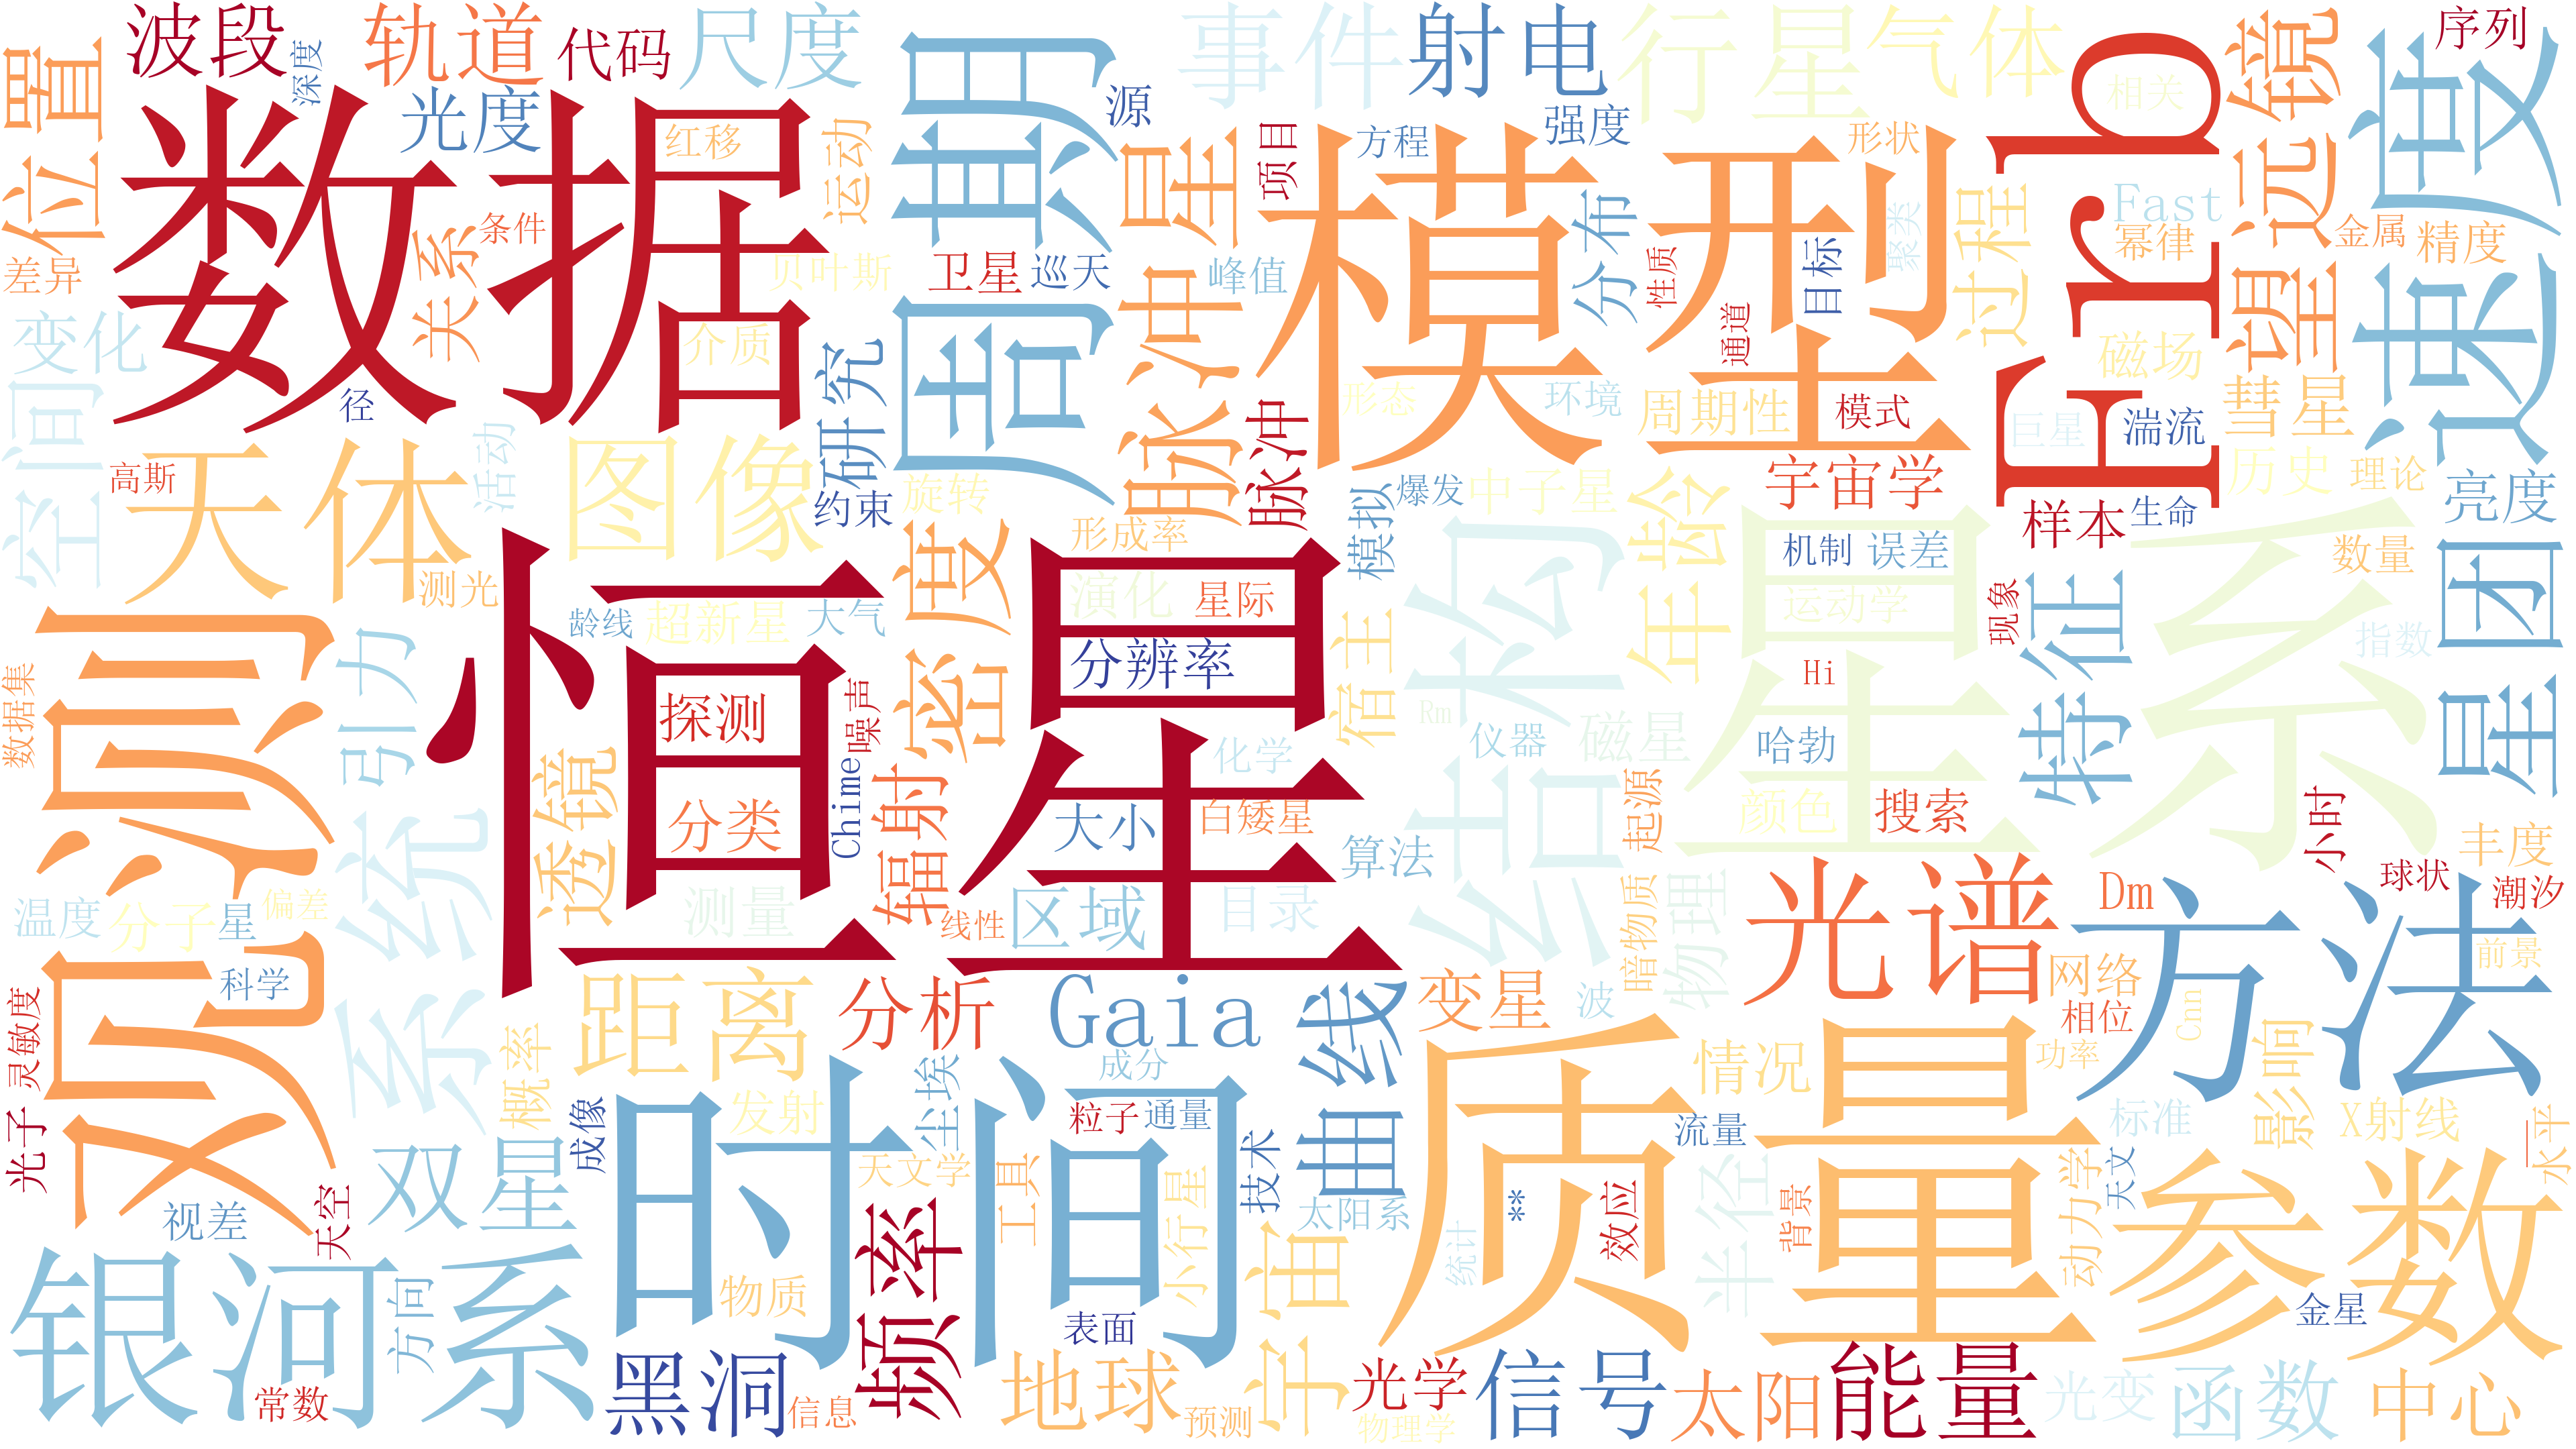 波段
深度
轨道
代码
尺度
事件
射电
行星
气体
序列
位置
光度
红移
运动
周期
源
脉冲星
项目
方程
强度
形状
Frb
相关
望远镜
速度
数据
差异
关系
条件
贝叶斯
卫星
巡天
峰值
模型
分布
性质
通道
目标
聚类
过程
Fast
幂律
金属
精度
变化
空间
径
介质
研究
脉冲
形态
环境
周期性
模式
磁场
巨星
湍流
彗星
天体
高斯
活动
图像
约束
旋转
爆发
中子星
宇宙学
样本
生命
历史
理论
亮度
测光
形成率
模拟
年龄
机制
误差
数量
观测
引力
龄线
超新星
大气
密度
演化
星际
宿主
结构
星系
运动学
现象
特征
指数
星团
数据集
恒星
探测
噪声
分辨率
Rm
磁星
Hi
系统
透镜
分类
Chime
辐射
化学
大小
白矮星
仪器
哈勃
颜色
搜索
起源
小时
算法
丰度
温度
分子
星
偏差
测量
线性
区域
目录
暗物质
物理
光谱
Dm
方法
球状
潮汐
科学
灵敏度
距离
分析
Gaia
曲线
变星
波
网络
相位
Cnn
前景
光子
概率
发射
尘埃
成分
时间
粒子
通量
质量
情况
功率
影响
流量
标准
X射线
水平
双星
成像
视差
天空
天文学
工具
小行星
技术
太阳系
**
效应
半径
背景
动力学
天文
参数
银河系
方向
物质
频率
表面
宇宙
统计
金星
常数
黑洞
信息
地球
预测
光学
物理学
信号
太阳
能量
光变
函数
中心